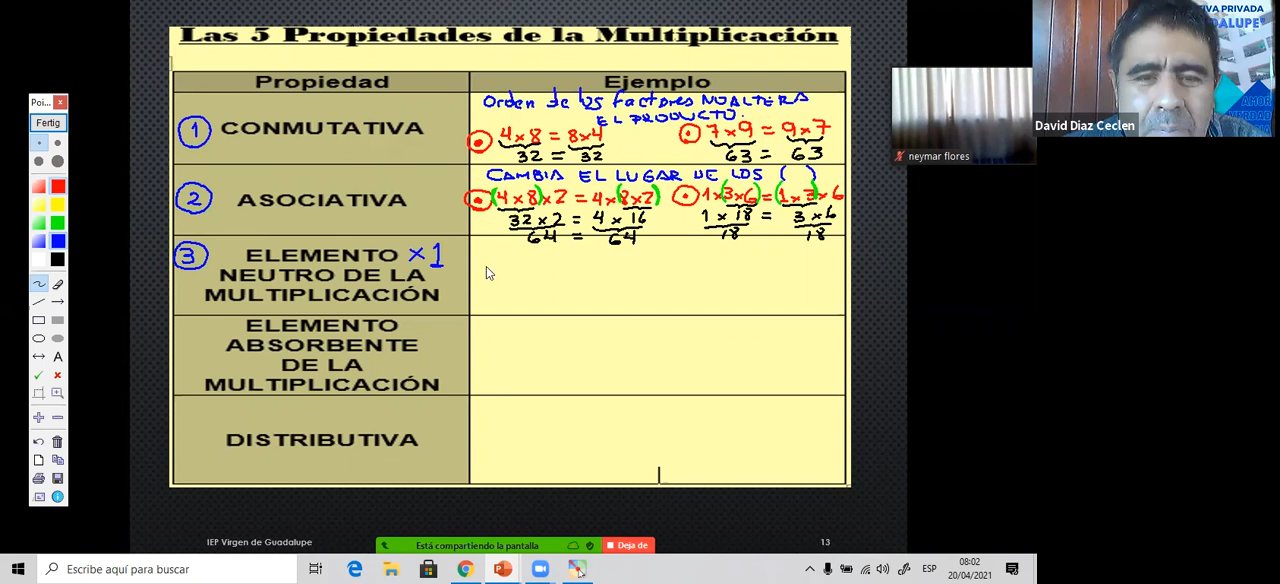 Las 5 Propiedades de la Multiplicación
Propiedad
Ejemplo
1 CONMUTATIVA
Orden de los factores NO ALTERA
EL PRODUCTO.
4 x 8 = 8 x 4
32 = 32
7 x 9 = 9 x 7
63 = 63
2 ASOCIATIVA
CAMBIA EL LUGAR DE LOS ( )
(4 x 8) x 2 = 4 x (8 x 2)
32 x 2 = 4 x 16
64 = 64
1 x (3 x 6) = (1 x 3) x 6
1 x 18 = 3 x 6
18 18
3 ELEMENTO x 1
NEUTRO DE LA
MULTIPLICACIÓN
ELEMENTO
ABSORBENTE
DE LA
MULTIPLICACIÓN
DISTRIBUTIVA
IEP Virgen de Guadalupe
13
Está compartiendo la pantalla
Deja de
Poi...
Fertig
A
IVA PRIVADA
DALUPE"
AMOR
VERDAD
David Diaz Ceclen
neymar flores
Escribe aquí para buscar
ESP
08:02
20/04/2021